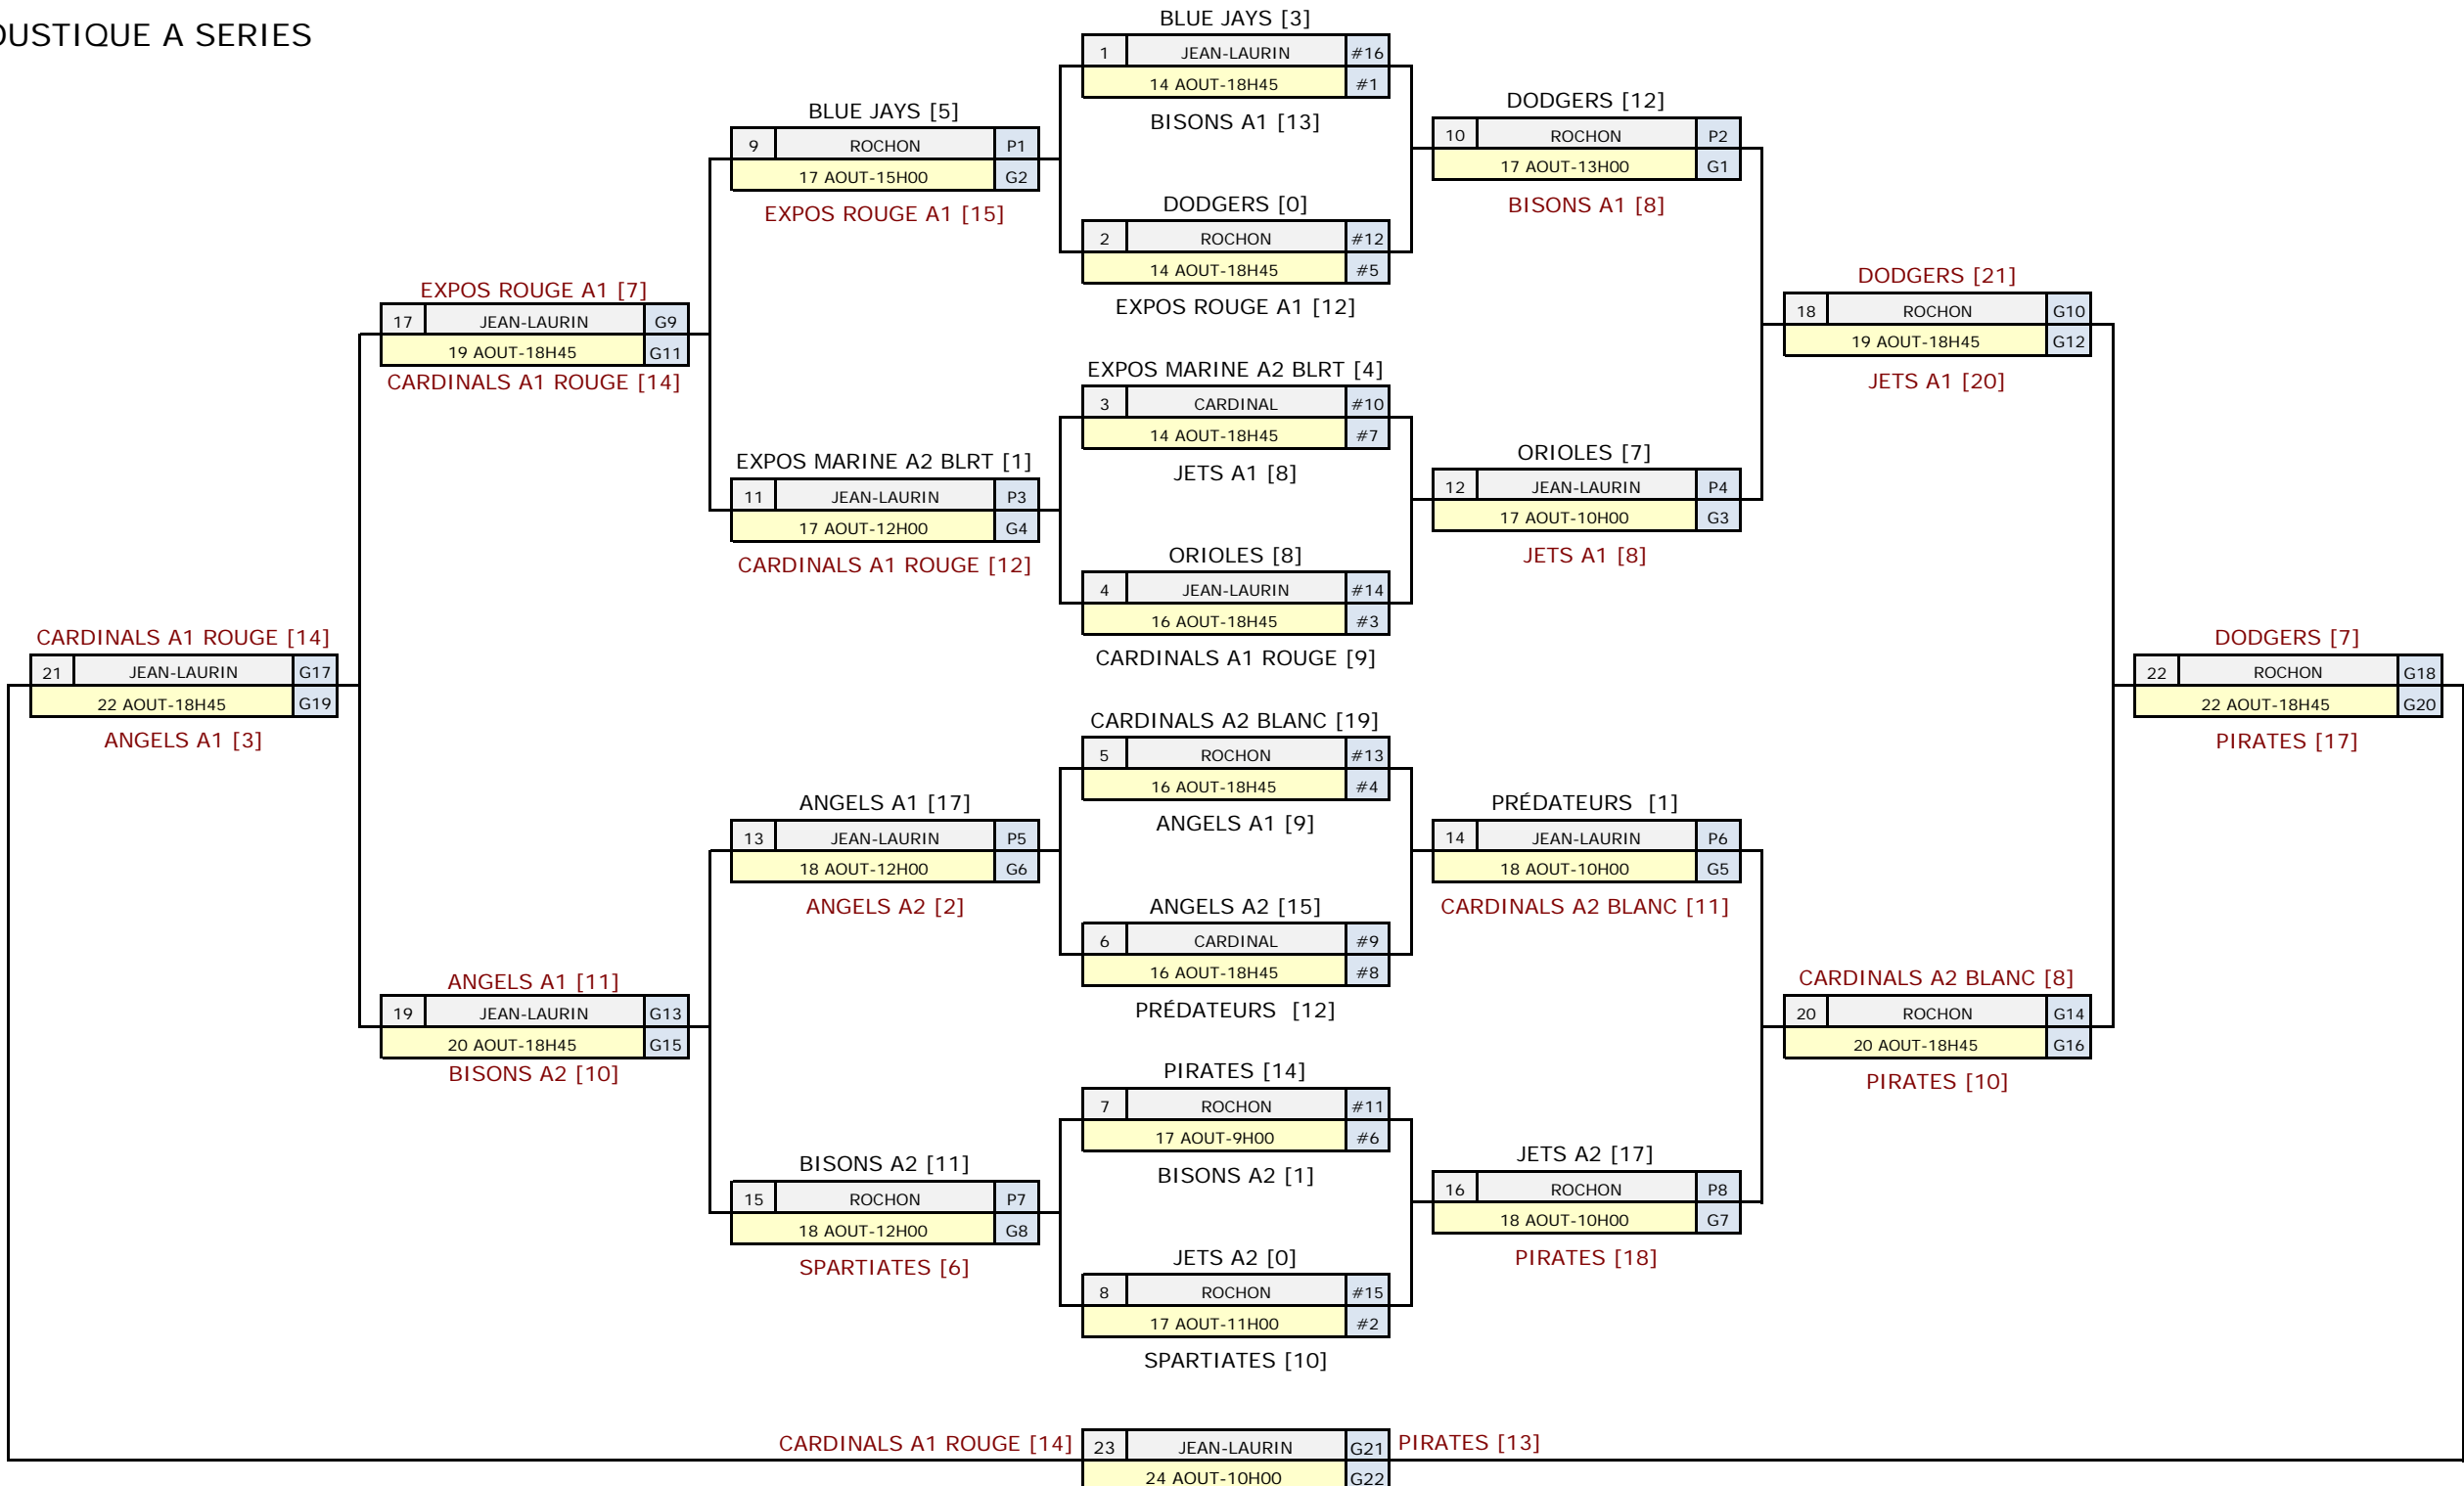 OUSTIQUE A SERIES
BLUE JAYS [3]
1 JEAN-LAURIN #16
14 AOUT-18H45 #1
BISONS A1 [13]
DODGERS [0]
2 ROCHON #12
14 AOUT-18H45 #5
EXPOS ROUGE A1 [12]
EXPOS MARINE A2 BLRT [4]
3 CARDINAL #10
14 AOUT-18H45 #7
JETS A1 [8]
ORIOLES [8]
4 JEAN-LAURIN #14
16 AOUT-18H45 #3
CARDINALS A1 ROUGE [9]
CARDINALS A2 BLANC [19]
5 ROCHON #13
16 AOUT-18H45 #4
ANGELS A1 [9]
ANGELS A2 [15]
6 CARDINAL #9
16 AOUT-18H45 #8
PRÉDATEURS [12]
PIRATES [14]
7 ROCHON #11
17 AOUT-9H00 #6
BISONS A2 [1]
JETS A2 [0]
8 ROCHON #15
17 AOUT-11H00 #2
SPARTIATES [10]
BLUE JAYS [5]
9 ROCHON P1
17 AOUT-15H00 G2
EXPOS ROUGE A1 [15]
DODGERS [12]
10 ROCHON P2
17 AOUT-13H00 G1
BISONS A1 [8]
EXPOS MARINE A2 BLRT [1]
11 JEAN-LAURIN P3
17 AOUT-12H00 G4
CARDINALS A1 ROUGE [12]
ORIOLES [7]
12 JEAN-LAURIN P4
17 AOUT-10H00 G3
JETS A1 [8]
ANGELS A1 [17]
13 JEAN-LAURIN P5
18 AOUT-12H00 G6
ANGELS A2 [2]
PRÉDATEURS [1]
14 JEAN-LAURIN P6
18 AOUT-10H00 G5
CARDINALS A2 BLANC [11]
BISONS A2 [11]
15 ROCHON P7
18 AOUT-12H00 G8
SPARTIATES [6]
JETS A2 [17]
16 ROCHON P8
18 AOUT-10H00 G7
PIRATES [18]
EXPOS ROUGE A1 [7]
17 JEAN-LAURIN G9
19 AOUT-18H45 G11
CARDINALS A1 ROUGE [14]
DODGERS [21]
18 ROCHON G10
19 AOUT-18H45 G12
JETS A1 [20]
ANGELS A1 [11]
19 JEAN-LAURIN G13
20 AOUT-18H45 G15
BISONS A2 [10]
CARDINALS A2 BLANC [8]
20 ROCHON G14
20 AOUT-18H45 G16
PIRATES [10]
CARDINALS A1 ROUGE [14]
21 JEAN-LAURIN G17
22 AOUT-18H45 G19
ANGELS A1 [3]
DODGERS [7]
22 ROCHON G18
22 AOUT-18H45 G20
PIRATES [17]
CARDINALS A1 ROUGE [14] 23 JEAN-LAURIN G21 PIRATES [13]
24 AOUT-10H00 G22